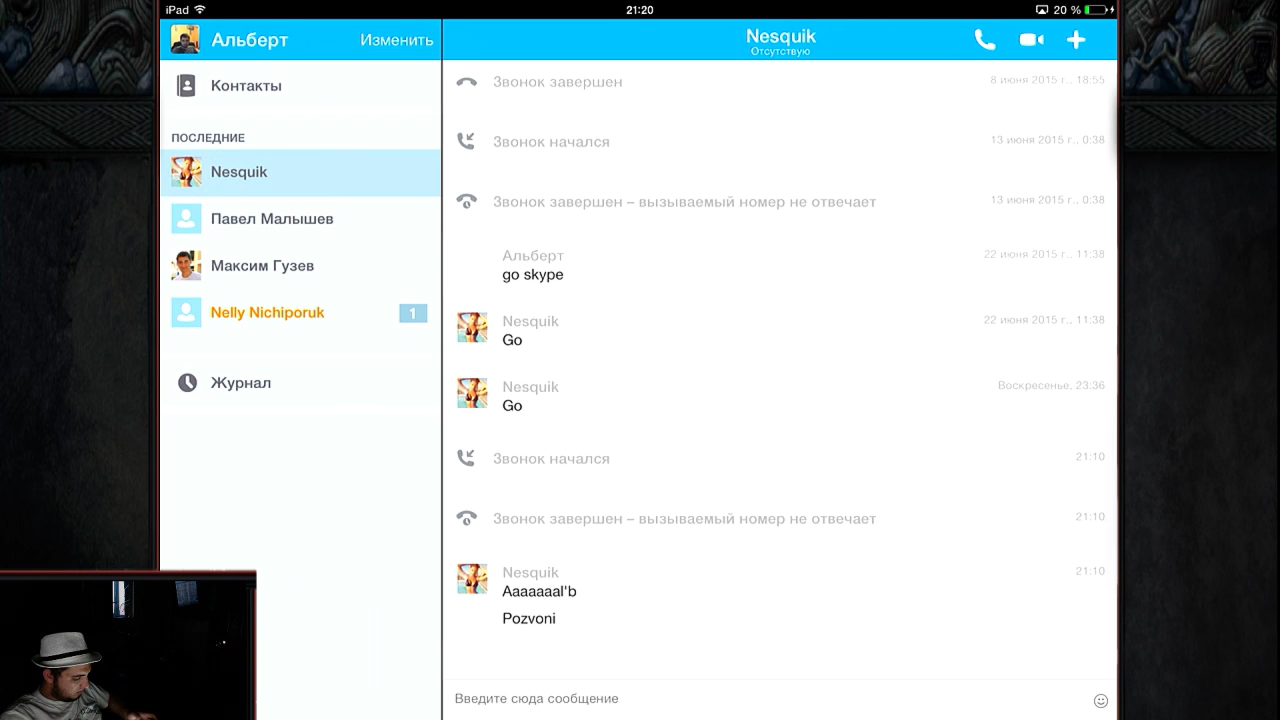 iPad
21:20
20 %
Альберт
Изменить
Nesquik
Отсутствую
Контакты
ПОСЛЕДНИЕ
Nesquik
Павел Малышев
Максим Гузев
Nelly Nichiporuk
1
Журнал
Звонок завершен
8 июня 2015 г., 18:55
Звонок начался
13 июня 2015 г., 0:38
Звонок завершен – вызываемый номер не отвечает
13 июня 2015 г., 0:38
Альберт
22 июня 2015 г., 11:38
go skype
Nesquik
22 июня 2015 г., 11:38
Go
Nesquik
Воскресенье, 23:36
Go
Звонок начался
21:10
Звонок завершен – вызываемый номер не отвечает
21:10
Nesquik
21:10
Aaaaaaal'b
Pozvoni
Введите сюда сообщение